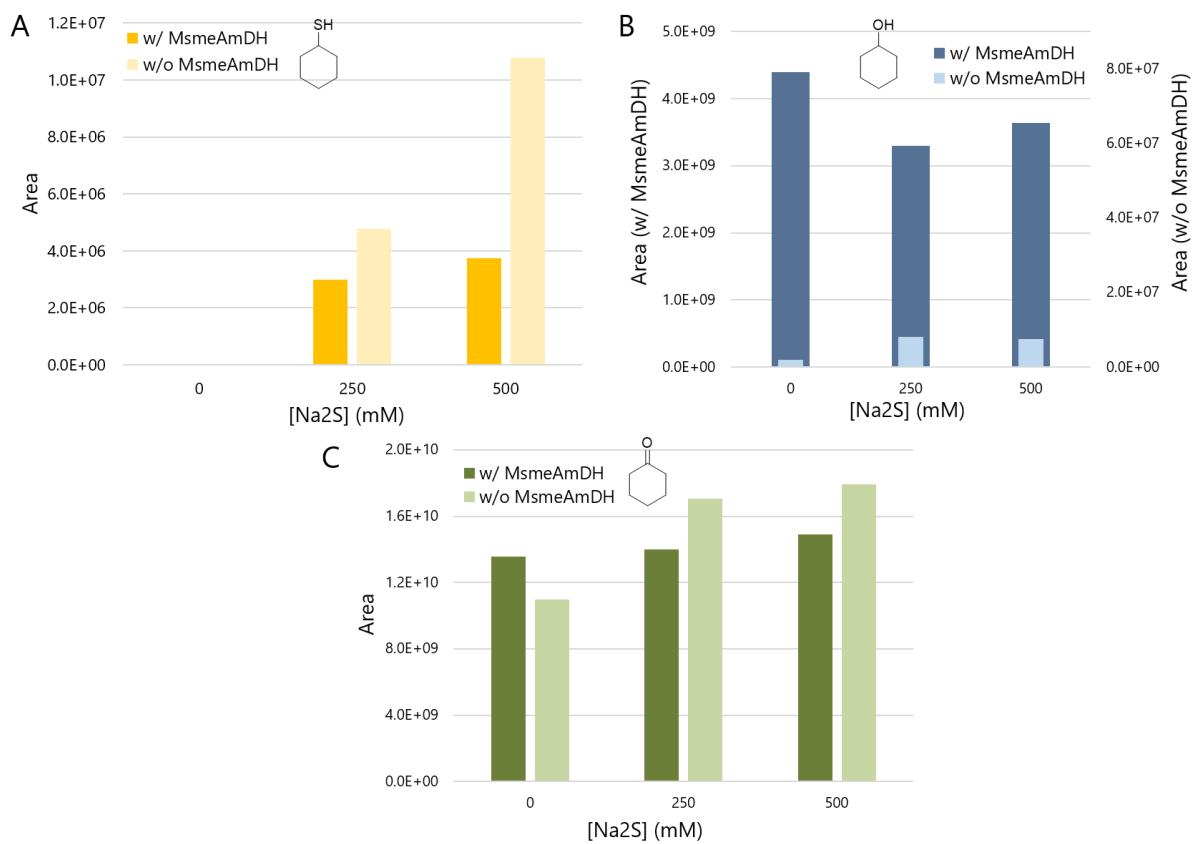 A
1.2E+07
1.0E+07
8.0E+06
6.0E+06
4.0E+06
2.0E+06
0.0E+00
Area
w/ MsmeAmDH
w/o MsmeAmDH
SH
0
250
500
[Na2S] (mM)
B
5.0E+09
4.0E+09
3.0E+09
2.0E+09
1.0E+09
0.0E+00
Area (w/ MsmeAmDH)
OH
w/ MsmeAmDH
w/o MsmeAmDH
8.0E+07
6.0E+07
4.0E+07
2.0E+07
0.0E+00
Area (w/o MsmeAmDH)
0
250
500
[Na2S] (mM)
C
2.0E+10
1.6E+10
1.2E+10
8.0E+09
4.0E+09
0.0E+00
Area
w/ MsmeAmDH
w/o MsmeAmDH
O
0
250
500
[Na2S] (mM)